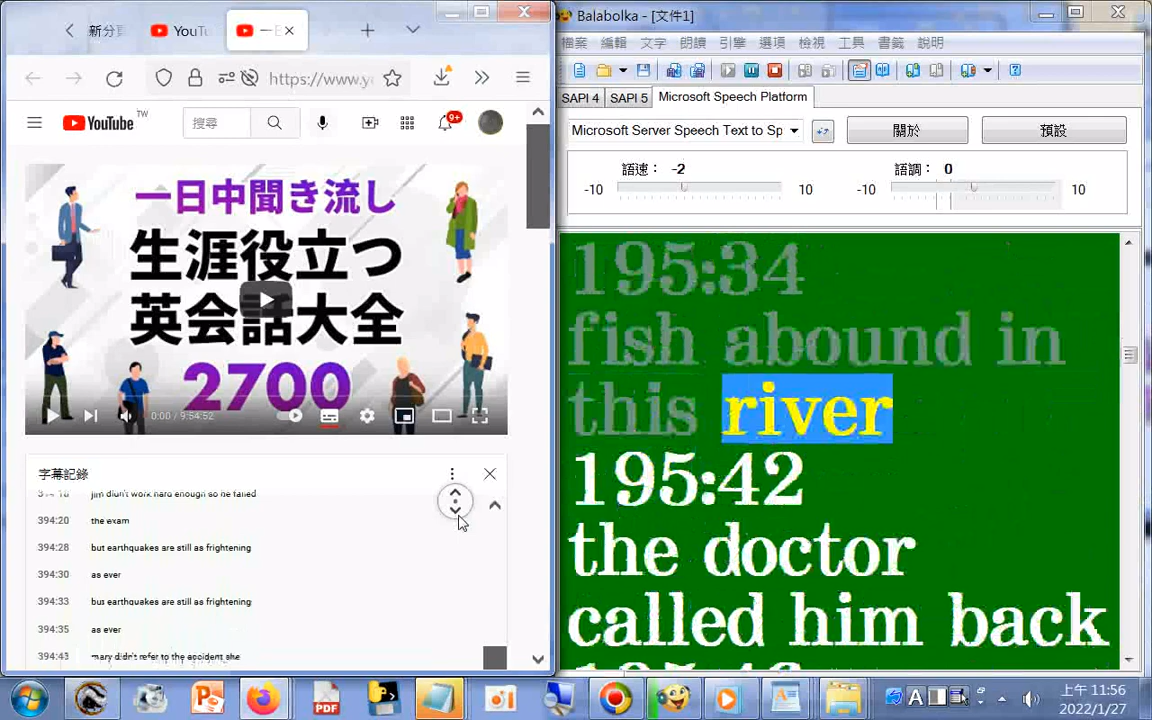 新分頁
YouTu
一 E
https://www.y
YouTube
TW
搜尋
9+
一日中聞き流し
生涯役立つ
英会話大全
2700
0:00 / 9:54:52
字幕記錄
394:18 jim didn't work hard enough so he failed
394:20 the exam
394:28 but earthquakes are still as frightening
394:30 as ever
394:33 but earthquakes are still as frightening
394:35 as ever
394:43 mary didn't refer to the accident she
Balabolka - [文件1]
檔案 編輯 文字 朗讀 引擎 選項 檢視 工具 書籤 說明
SAPI 4 SAPI 5 Microsoft Speech Platform
Microsoft Server Speech Text to Sp
關於
預設
語速： -2
-10 10
語調： 0
-10 10
195:34
fish abound in
this river
195:42
the doctor
called him back
195:46
PDF
A
上午 11:56
2022/1/27